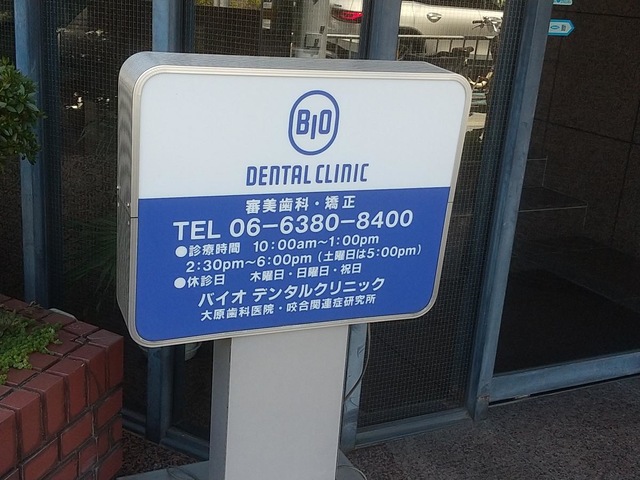 BIO
DENTAL CLINIC
審美歯科・矯正
TEL 06-6380-8400
●診療時間 10:00am~1:00pm
2:30pm~6:00pm(土曜日は5:00pm)
●休診日 木曜日・日曜日・祝日
バイオ デンタルクリニック
大原歯科医院・咬合関連症研究所